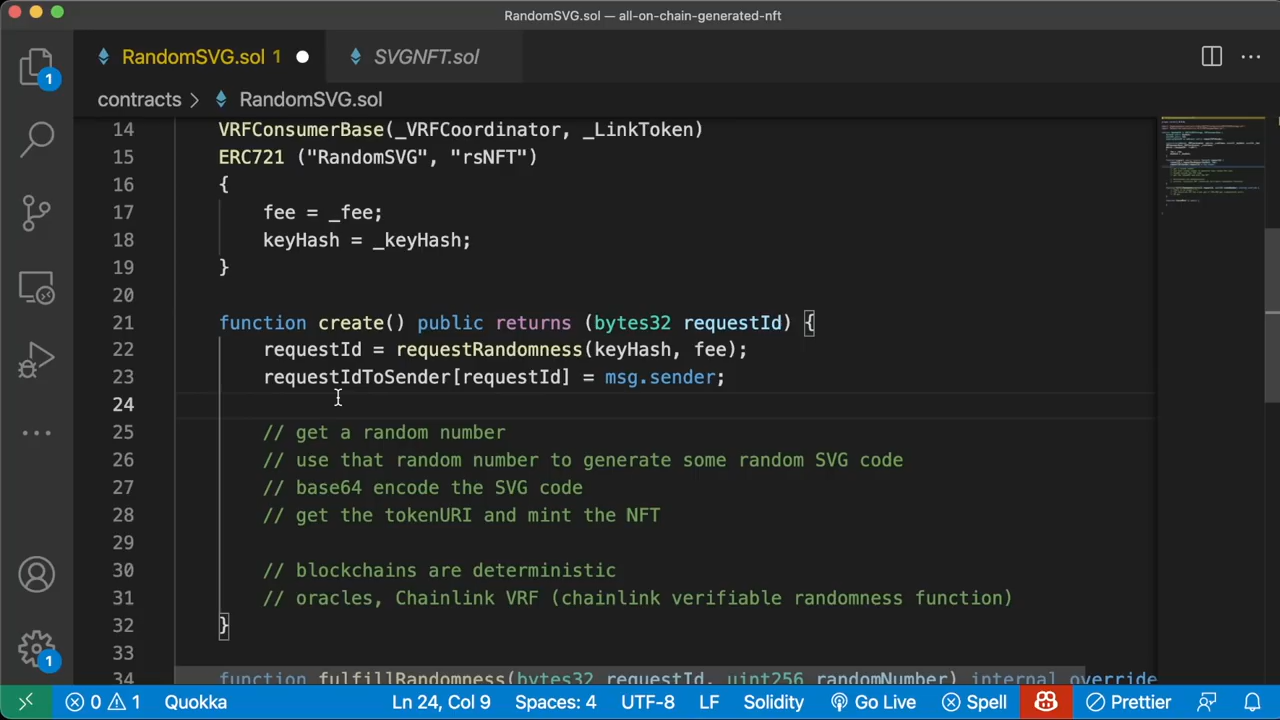 RandomSVG.sol — all-on-chain-generated-nft
RandomSVG.sol 1
SVGNFT.sol
contracts > RandomSVG.sol
14 VRFConsumerBase(_VRFCoordinator, _LinkToken)
15 ERC721 ("RandomSVG", "rsNFT")
16 {
17 fee = _fee;
18 keyHash = _keyHash;
19 }
20
21 function create() public returns (bytes32 requestId) {
22 requestId = requestRandomness(keyHash, fee);
23 requestIdToSender[requestId] = msg.sender;
24
25 // get a random number
26 // use that random number to generate some random SVG code
27 // base64 encode the SVG code
28 // get the tokenURI and mint the NFT
29
30 // blockchains are deterministic
31 // oracles, Chainlink VRF (chainlink verifiable randomness function)
32 }
33
34 function fulfillRandomness(bytes32 requestId, uint256 randomNumber) internal override
1
1
0 1 Quokka Ln 24, Col 9 Spaces: 4 UTF-8 LF Solidity Go Live Spell Prettier